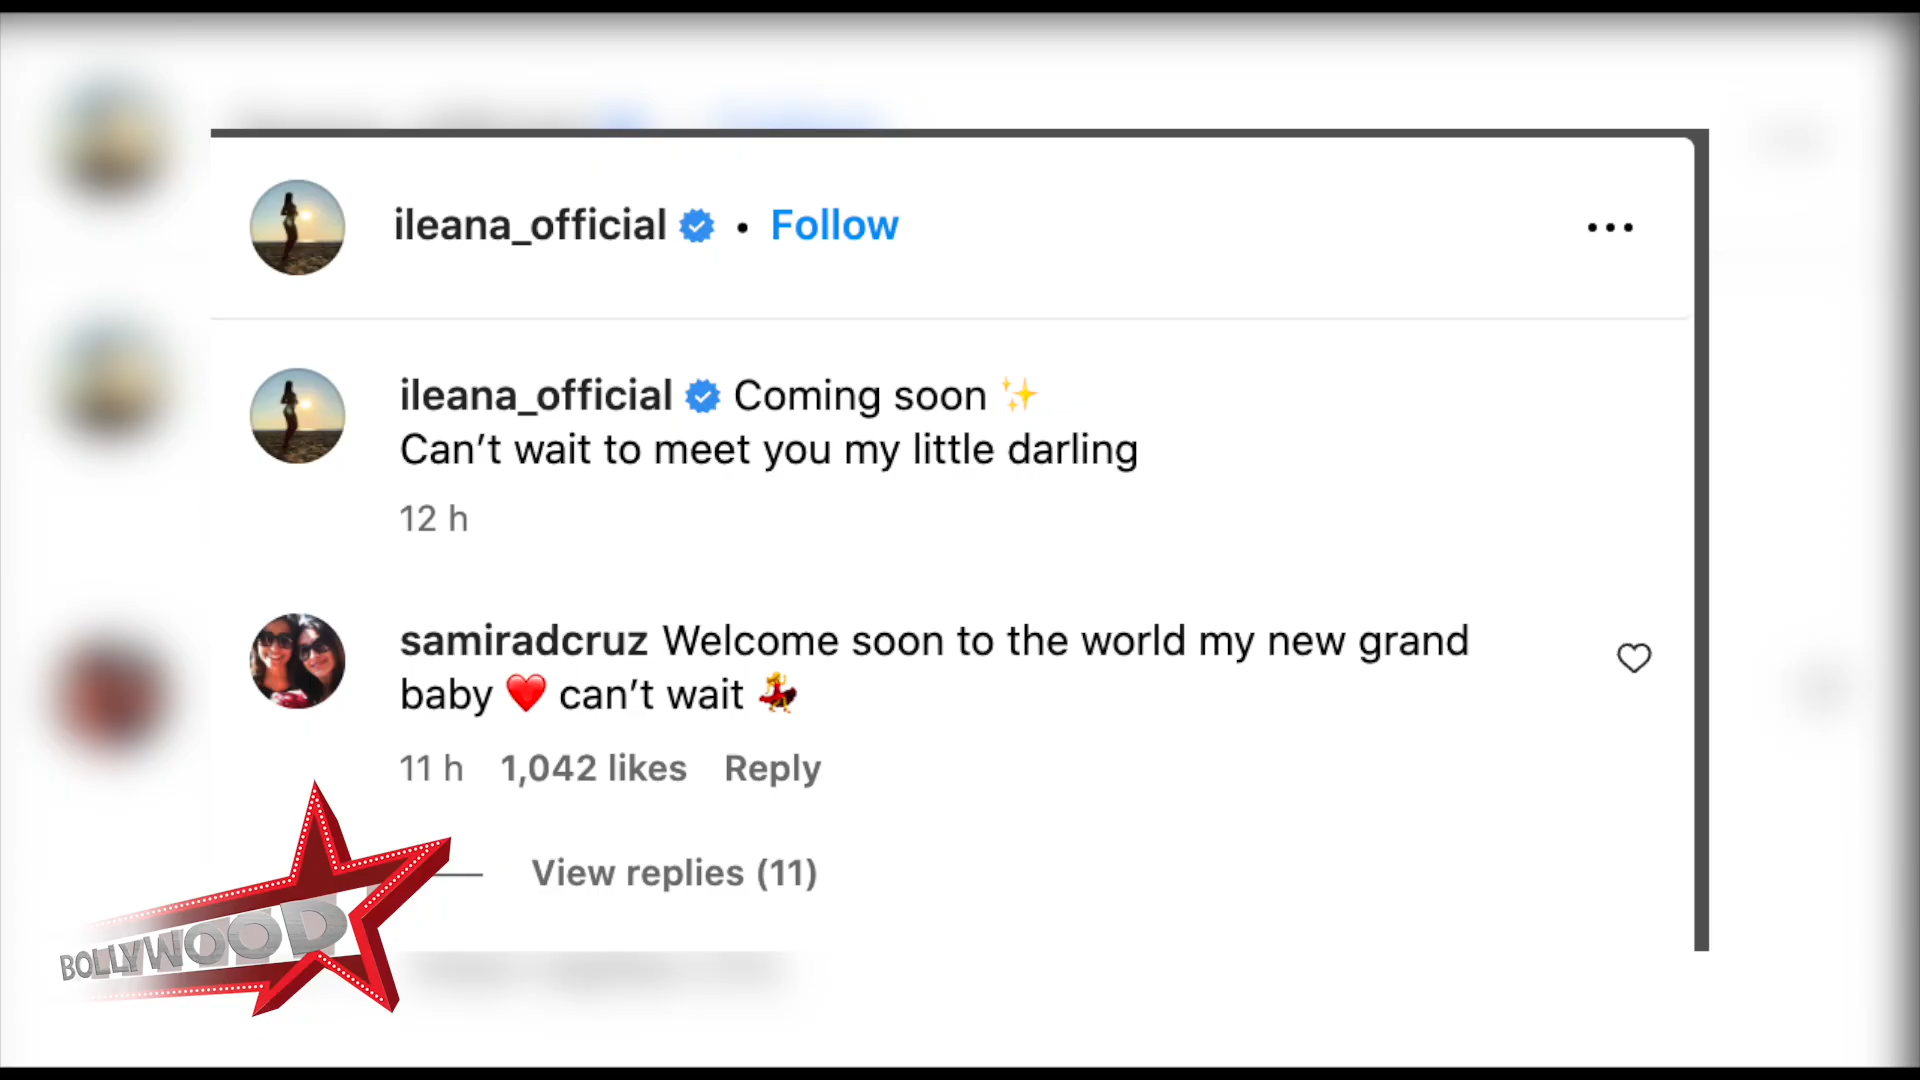 ileana_official • Follow
ileana_official Coming soon ✨
Can't wait to meet you my little darling
12 h
samiradcruz Welcome soon to the world my new grand
baby ❤️ can't wait 💃
11 h 1,042 likes Reply
View replies (11)
BOLLYWOOD